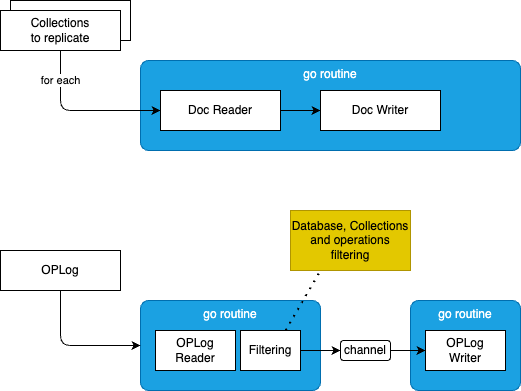 Collections
to replicate
for each
go routine
Doc Reader
Doc Writer
Database, Collections
and operations
filtering
OPLog
go routine
OPLog
Reader
Filtering
channel
go routine
OPLog
Writer